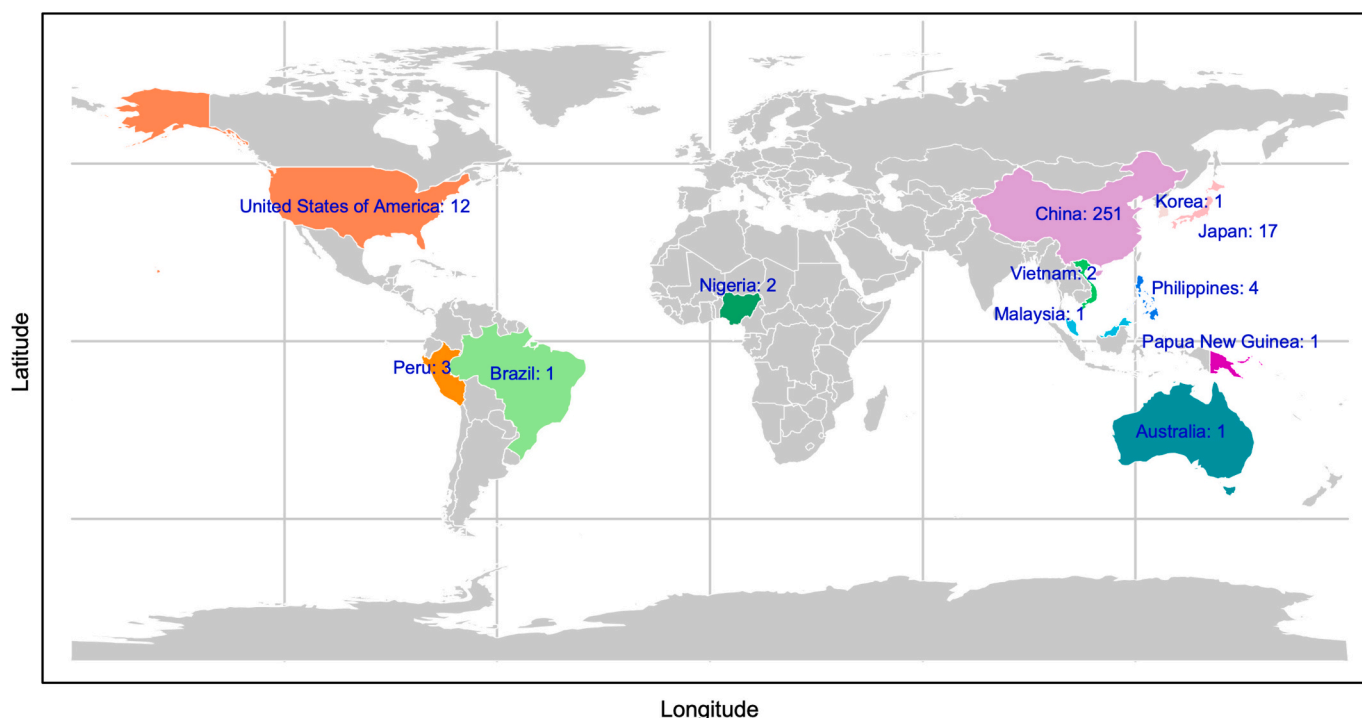 Latitude
United States of America: 12
Korea: 1
China: 251
Japan: 17
Vietnam: 2
Nigeria: 2
Philippines: 4
Malaysia: 1
Papua New Guinea: 1
Peru: 3
Brazil: 1
Australia: 1
Longitude